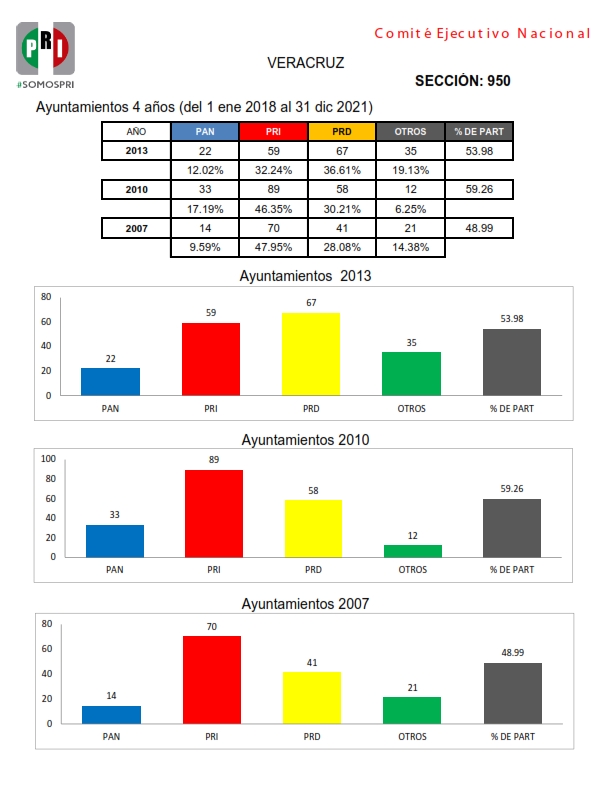 Comité Ejecutivo Nacional
PRI
#SOMOSPRI
VERACRUZ
SECCIÓN: 950
Ayuntamientos 4 años (del 1 ene 2018 al 31 dic 2021)
AÑO PAN PRI PRD OTROS % DE PART
2013 22 59 67 35 53.98
12.02% 32.24% 36.61% 19.13%
2010 33 89 58 12 59.26
17.19% 46.35% 30.21% 6.25%
2007 14 70 41 21 48.99
9.59% 47.95% 28.08% 14.38%
Ayuntamientos 2013
80
60
40
20
0
22 59 67 35 53.98
PAN PRI PRD OTROS % DE PART
Ayuntamientos 2010
100
80
60
40
20
0
33 89 58 12 59.26
PAN PRI PRD OTROS % DE PART
Ayuntamientos 2007
80
60
40
20
0
14 70 41 21 48.99
PAN PRI PRD OTROS % DE PART